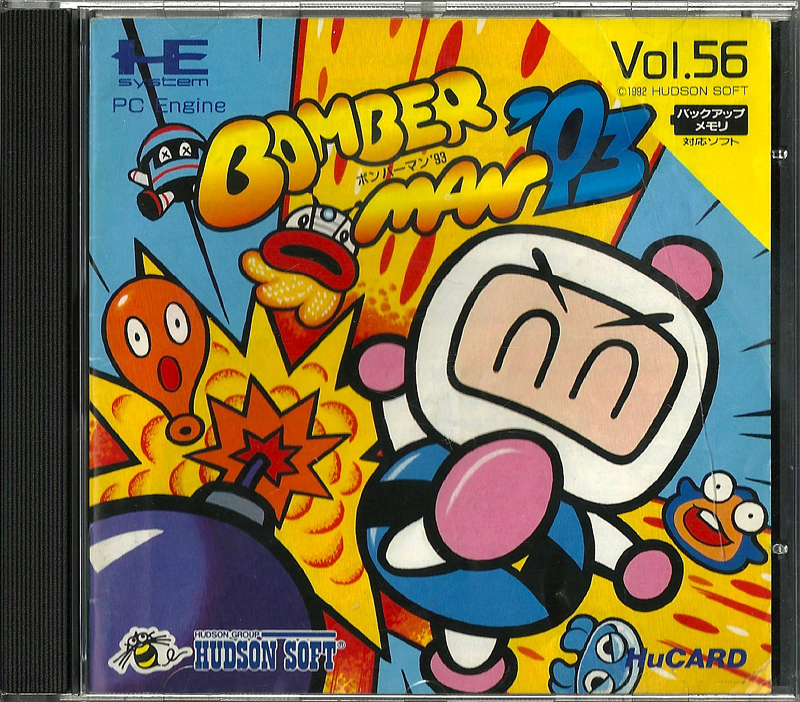 HE
system
PC Engine
Vol.56
©1992 HUDSON SOFT
バックアップ
メモリ
対応ソフト
BOMBER
ボンバーマン'93
MAN '93
HUDSON GROUP
HUDSON SOFT
HuCARD